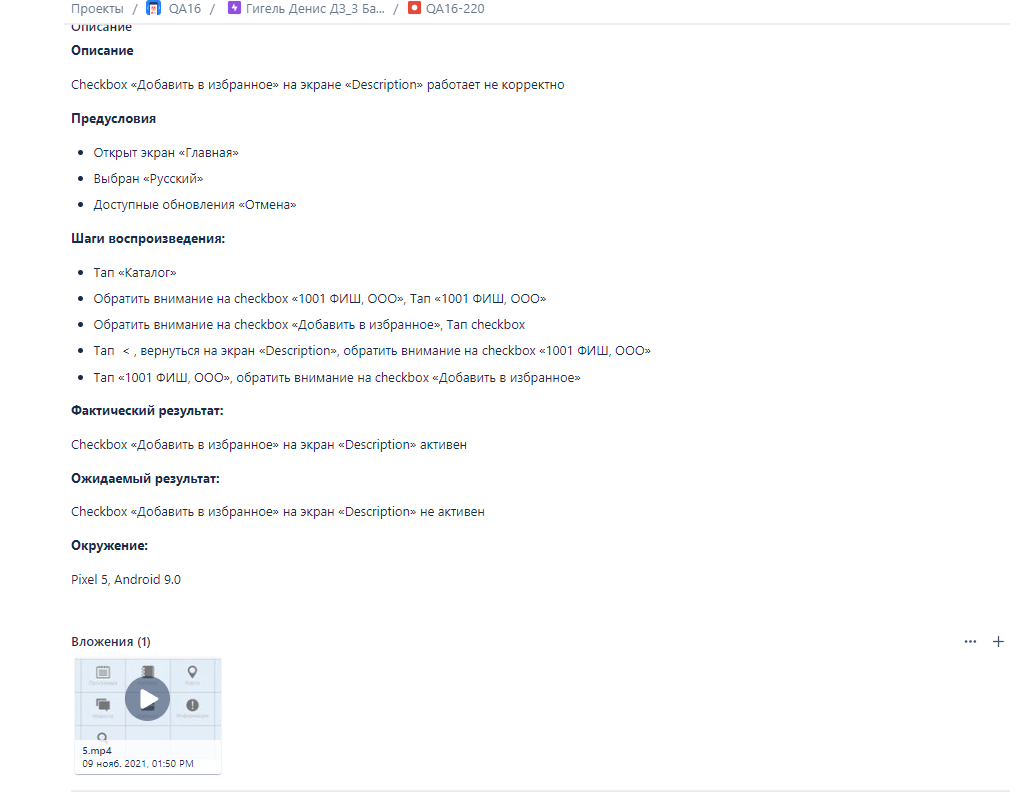 Проекты / QA16 / Гигель Денис ДЗ_3 Ба... / QA16-220
Описание
Описание
Checkbox «Добавить в избранное» на экране «Description» работает не корректно
Предусловия
Открыт экран «Главная»
Выбран «Русский»
Доступные обновления «Отмена»
Шаги воспроизведения:
Тап «Каталог»
Обратить внимание на checkbox «1001 ФИШ, ООО», Тап «1001 ФИШ, ООО»
Обратить внимание на checkbox «Добавить в избранное», Тап checkbox
Тап < , вернуться на экран «Description», обратить внимание на checkbox «1001 ФИШ, ООО»
Тап «1001 ФИШ, ООО», обратить внимание на checkbox «Добавить в избранное»
Фактический результат:
Checkbox «Добавить в избранное» на экран «Description» активен
Ожидаемый результат:
Checkbox «Добавить в избранное» на экран «Description» не активен
Окружение:
Pixel 5, Android 9.0
Вложения (1)
5.mp4
09 нояб. 2021, 01:50 PM